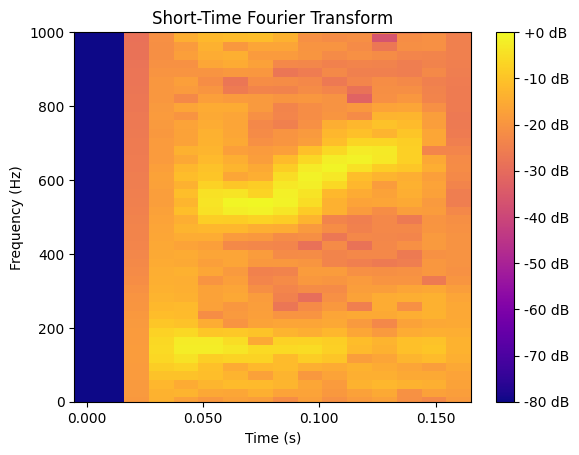 Short-Time Fourier Transform
1000
800
600
400
200
0
Frequency (Hz)
0.000
0.050
0.100
0.150
Time (s)
+0 dB
-10 dB
-20 dB
-30 dB
-40 dB
-50 dB
-60 dB
-70 dB
-80 dB